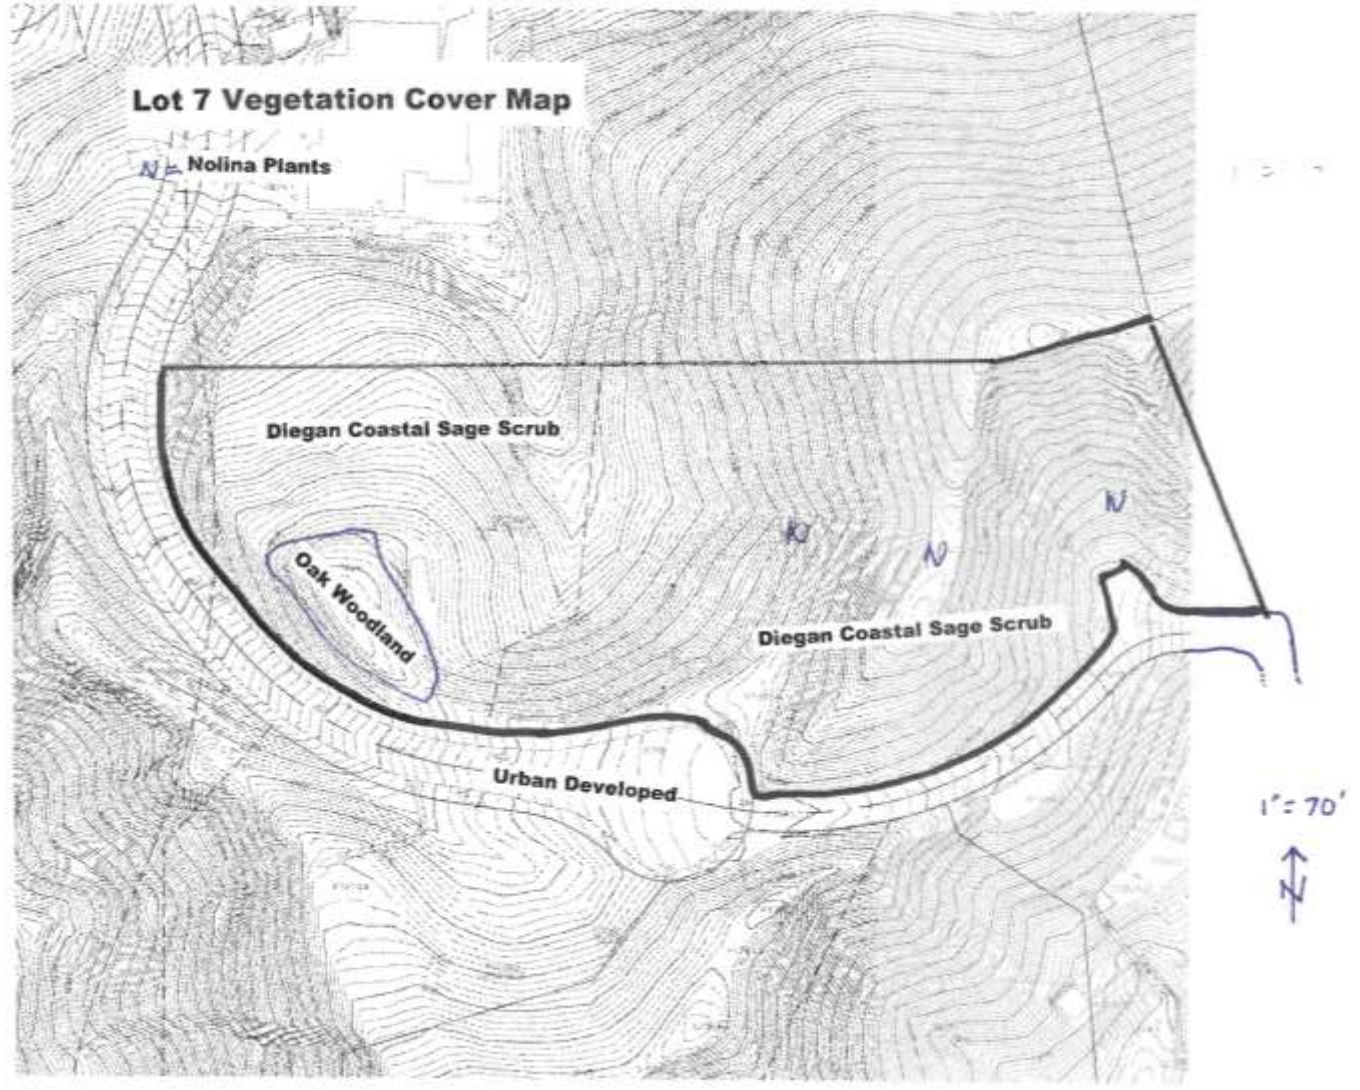 Lot 7 Vegetation Cover Map
N = Nolina Plants
Diegan Coastal Sage Scrub
N
N
N
Oak Woodland
Diegan Coastal Sage Scrub
Urban Developed
1" = 70'
N